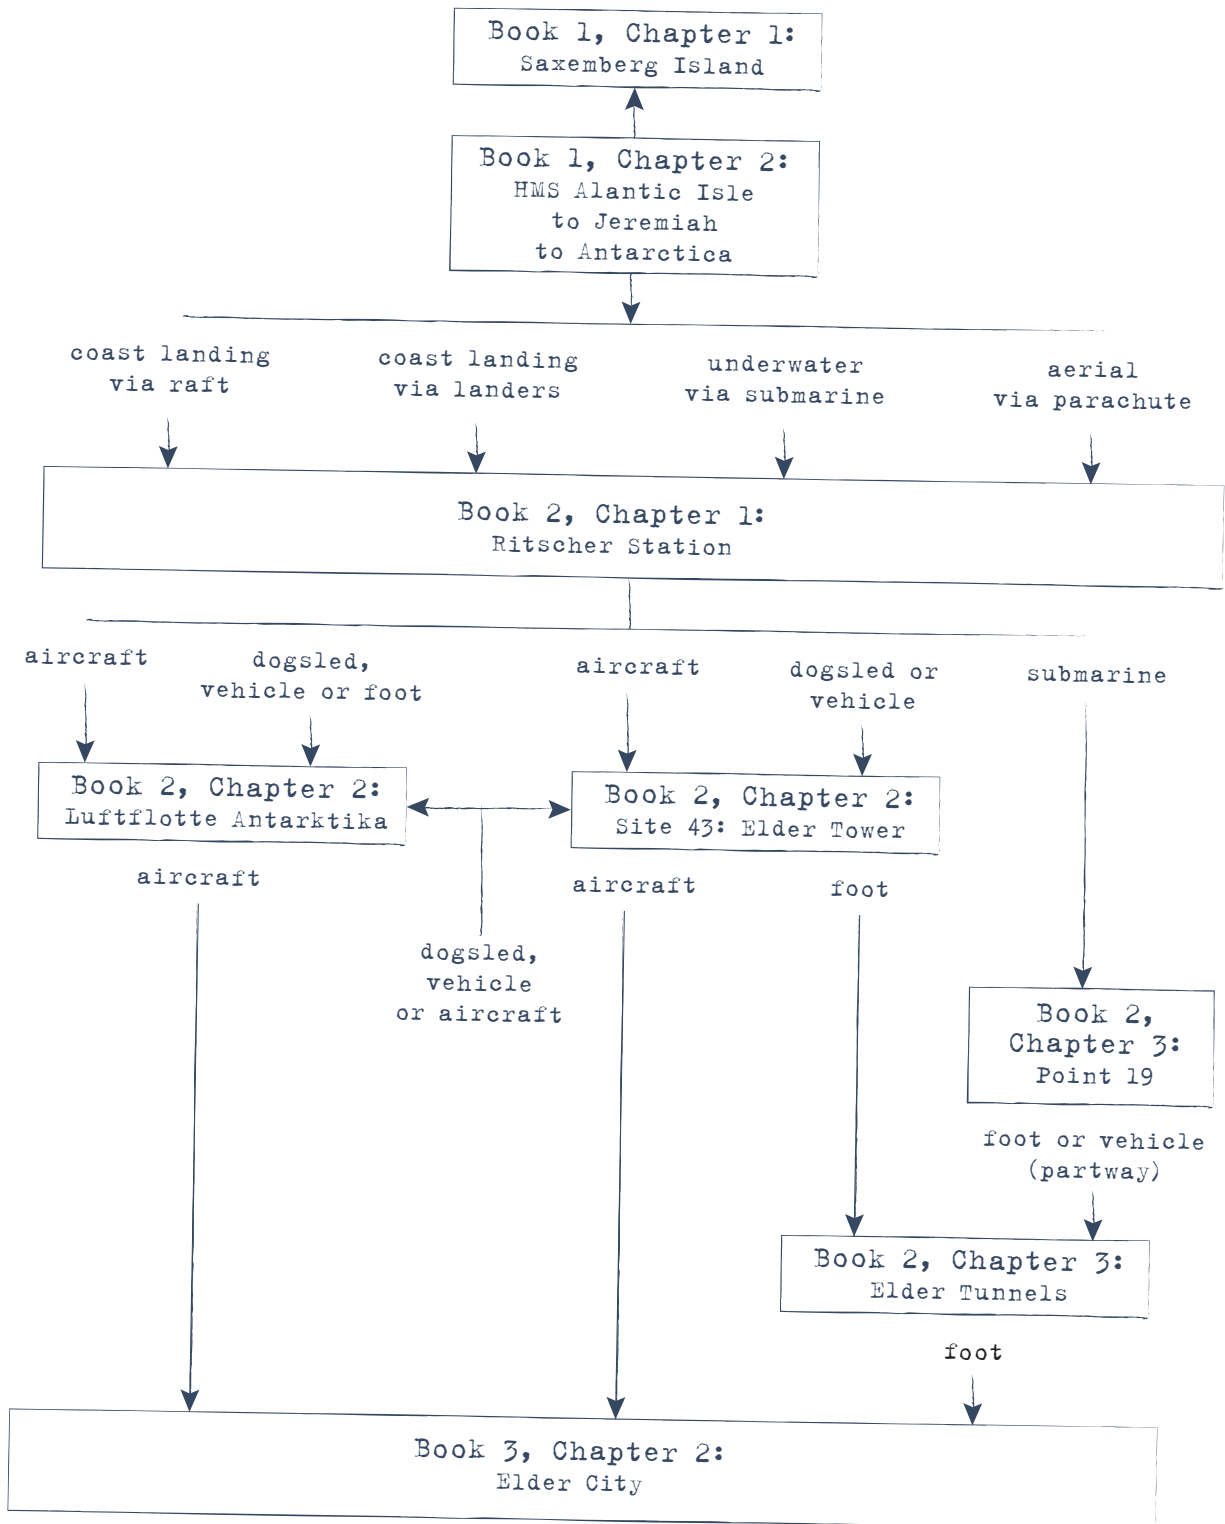 Book 1, Chapter 1:
Saxemberg Island
Book 1, Chapter 2:
HMS Alantic Isle
to Jeremiah
to Antarctica
coast landing
via raft
coast landing
via landers
underwater
via submarine
aerial
via parachute
Book 2, Chapter 1:
Ritscher Station
aircraft
dogsled,
vehicle or foot
aircraft
dogsled or
vehicle
submarine
Book 2, Chapter 2:
Luftflotte Antarktika
Book 2, Chapter 2:
Site 43: Elder Tower
aircraft
dogsled,
vehicle
or aircraft
aircraft
foot
Book 2,
Chapter 3:
Point 19
foot or vehicle
(partway)
Book 2, Chapter 3:
Elder Tunnels
foot
Book 3, Chapter 2:
Elder City